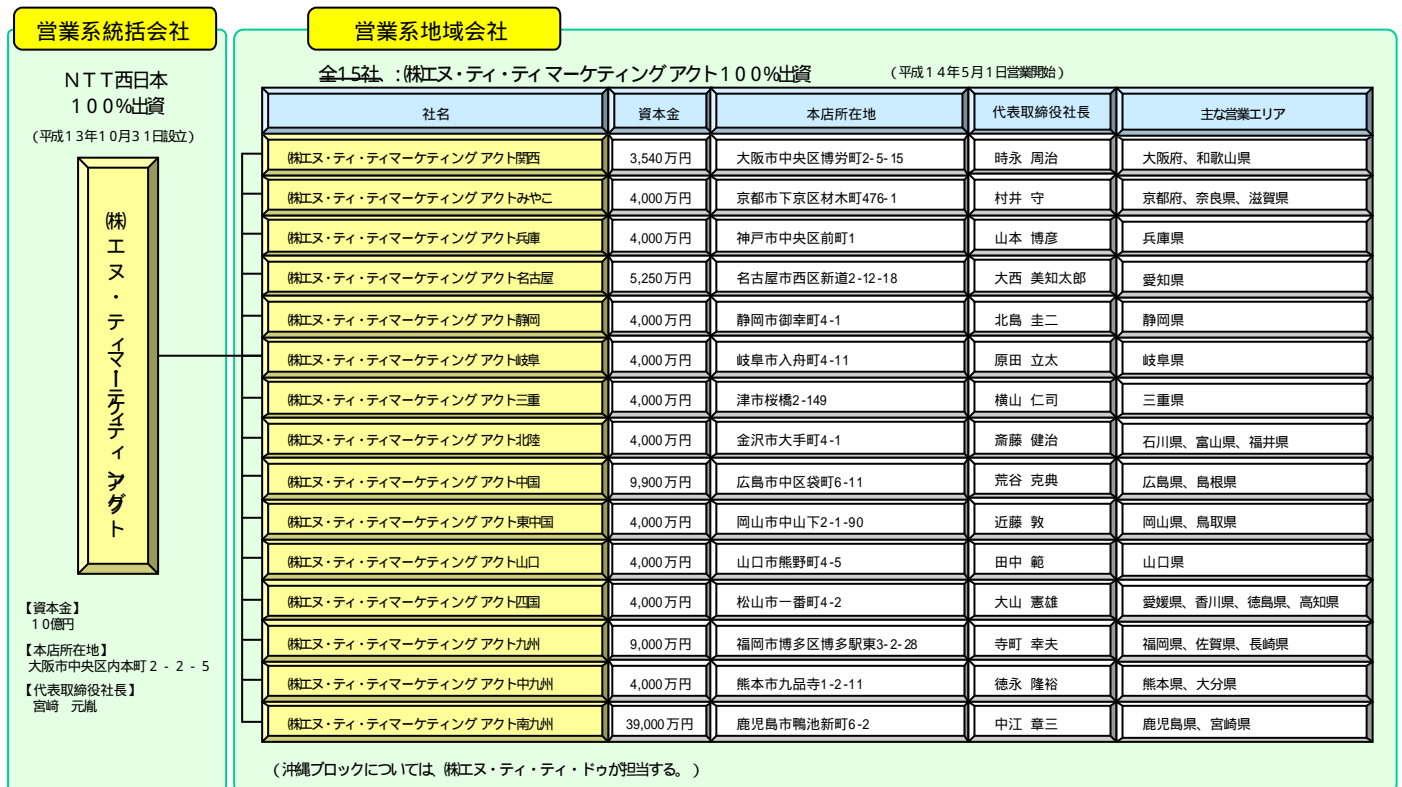 営業系統括会社
NTT西日本
100%出資
(平成13年10月31日設立)
(株)エヌ・ティ・ティマーケティングアクト
【資本金】
10億円
【本店所在地】
大阪市中央区内本町2-2-5
【代表取締役社長】
宮﨑 元胤
営業系地域会社
全15社、:(株)エヌ・ティ・ティマーケティングアクト100%出資 (平成14年5月1日営業開始)
社名 資本金 本店所在地 代表取締役社長 主な営業エリア
(株)エヌ・ティ・ティマーケティング アクト関西 3,540万円 大阪市中央区博労町2-5-15 時永 周治 大阪府、和歌山県
(株)エヌ・ティ・ティマーケティング アクトみやこ 4,000万円 京都市下京区材木町476-1 村井 守 京都府、奈良県、滋賀県
(株)エヌ・ティ・ティマーケティング アクト兵庫 4,000万円 神戸市中央区前町1 山本 博彦 兵庫県
(株)エヌ・ティ・ティマーケティング アクト名古屋 5,250万円 名古屋市西区新道2-12-18 大西 美知太郎 愛知県
(株)エヌ・ティ・ティマーケティング アクト静岡 4,000万円 静岡市御幸町4-1 北島 圭二 静岡県
(株)エヌ・ティ・ティマーケティング アクト岐阜 4,000万円 岐阜市入舟町4-11 原田 立太 岐阜県
(株)エヌ・ティ・ティマーケティング アクト三重 4,000万円 津市桜橋2-149 横山 仁司 三重県
(株)エヌ・ティ・ティマーケティング アクト北陸 4,000万円 金沢市大手町4-1 斎藤 健治 石川県、富山県、福井県
(株)エヌ・ティ・ティマーケティング アクト中国 9,900万円 広島市中区袋町6-11 荒谷 克典 広島県、島根県
(株)エヌ・ティ・ティマーケティング アクト東中国 4,000万円 岡山市中山下2-1-90 近藤 敦 岡山県、鳥取県
(株)エヌ・ティ・ティマーケティング アクト山口 4,000万円 山口市熊野町4-5 田中 範 山口県
(株)エヌ・ティ・ティマーケティング アクト四国 4,000万円 松山市一番町4-2 大山 憲雄 愛媛県、香川県、徳島県、高知県
(株)エヌ・ティ・ティマーケティング アクト九州 9,000万円 福岡市博多区博多駅東3-2-28 寺町 幸夫 福岡県、佐賀県、長崎県
(株)エヌ・ティ・ティマーケティング アクト中九州 4,000万円 熊本市九品寺1-2-11 徳永 隆裕 熊本県、大分県
(株)エヌ・ティ・ティマーケティング アクト南九州 39,000万円 鹿児島市鴨池新町6-2 中江 章三 鹿児島県、宮崎県
(沖縄ブロックについては、(株)エヌ・ティ・ティ・ドゥが担当する。)